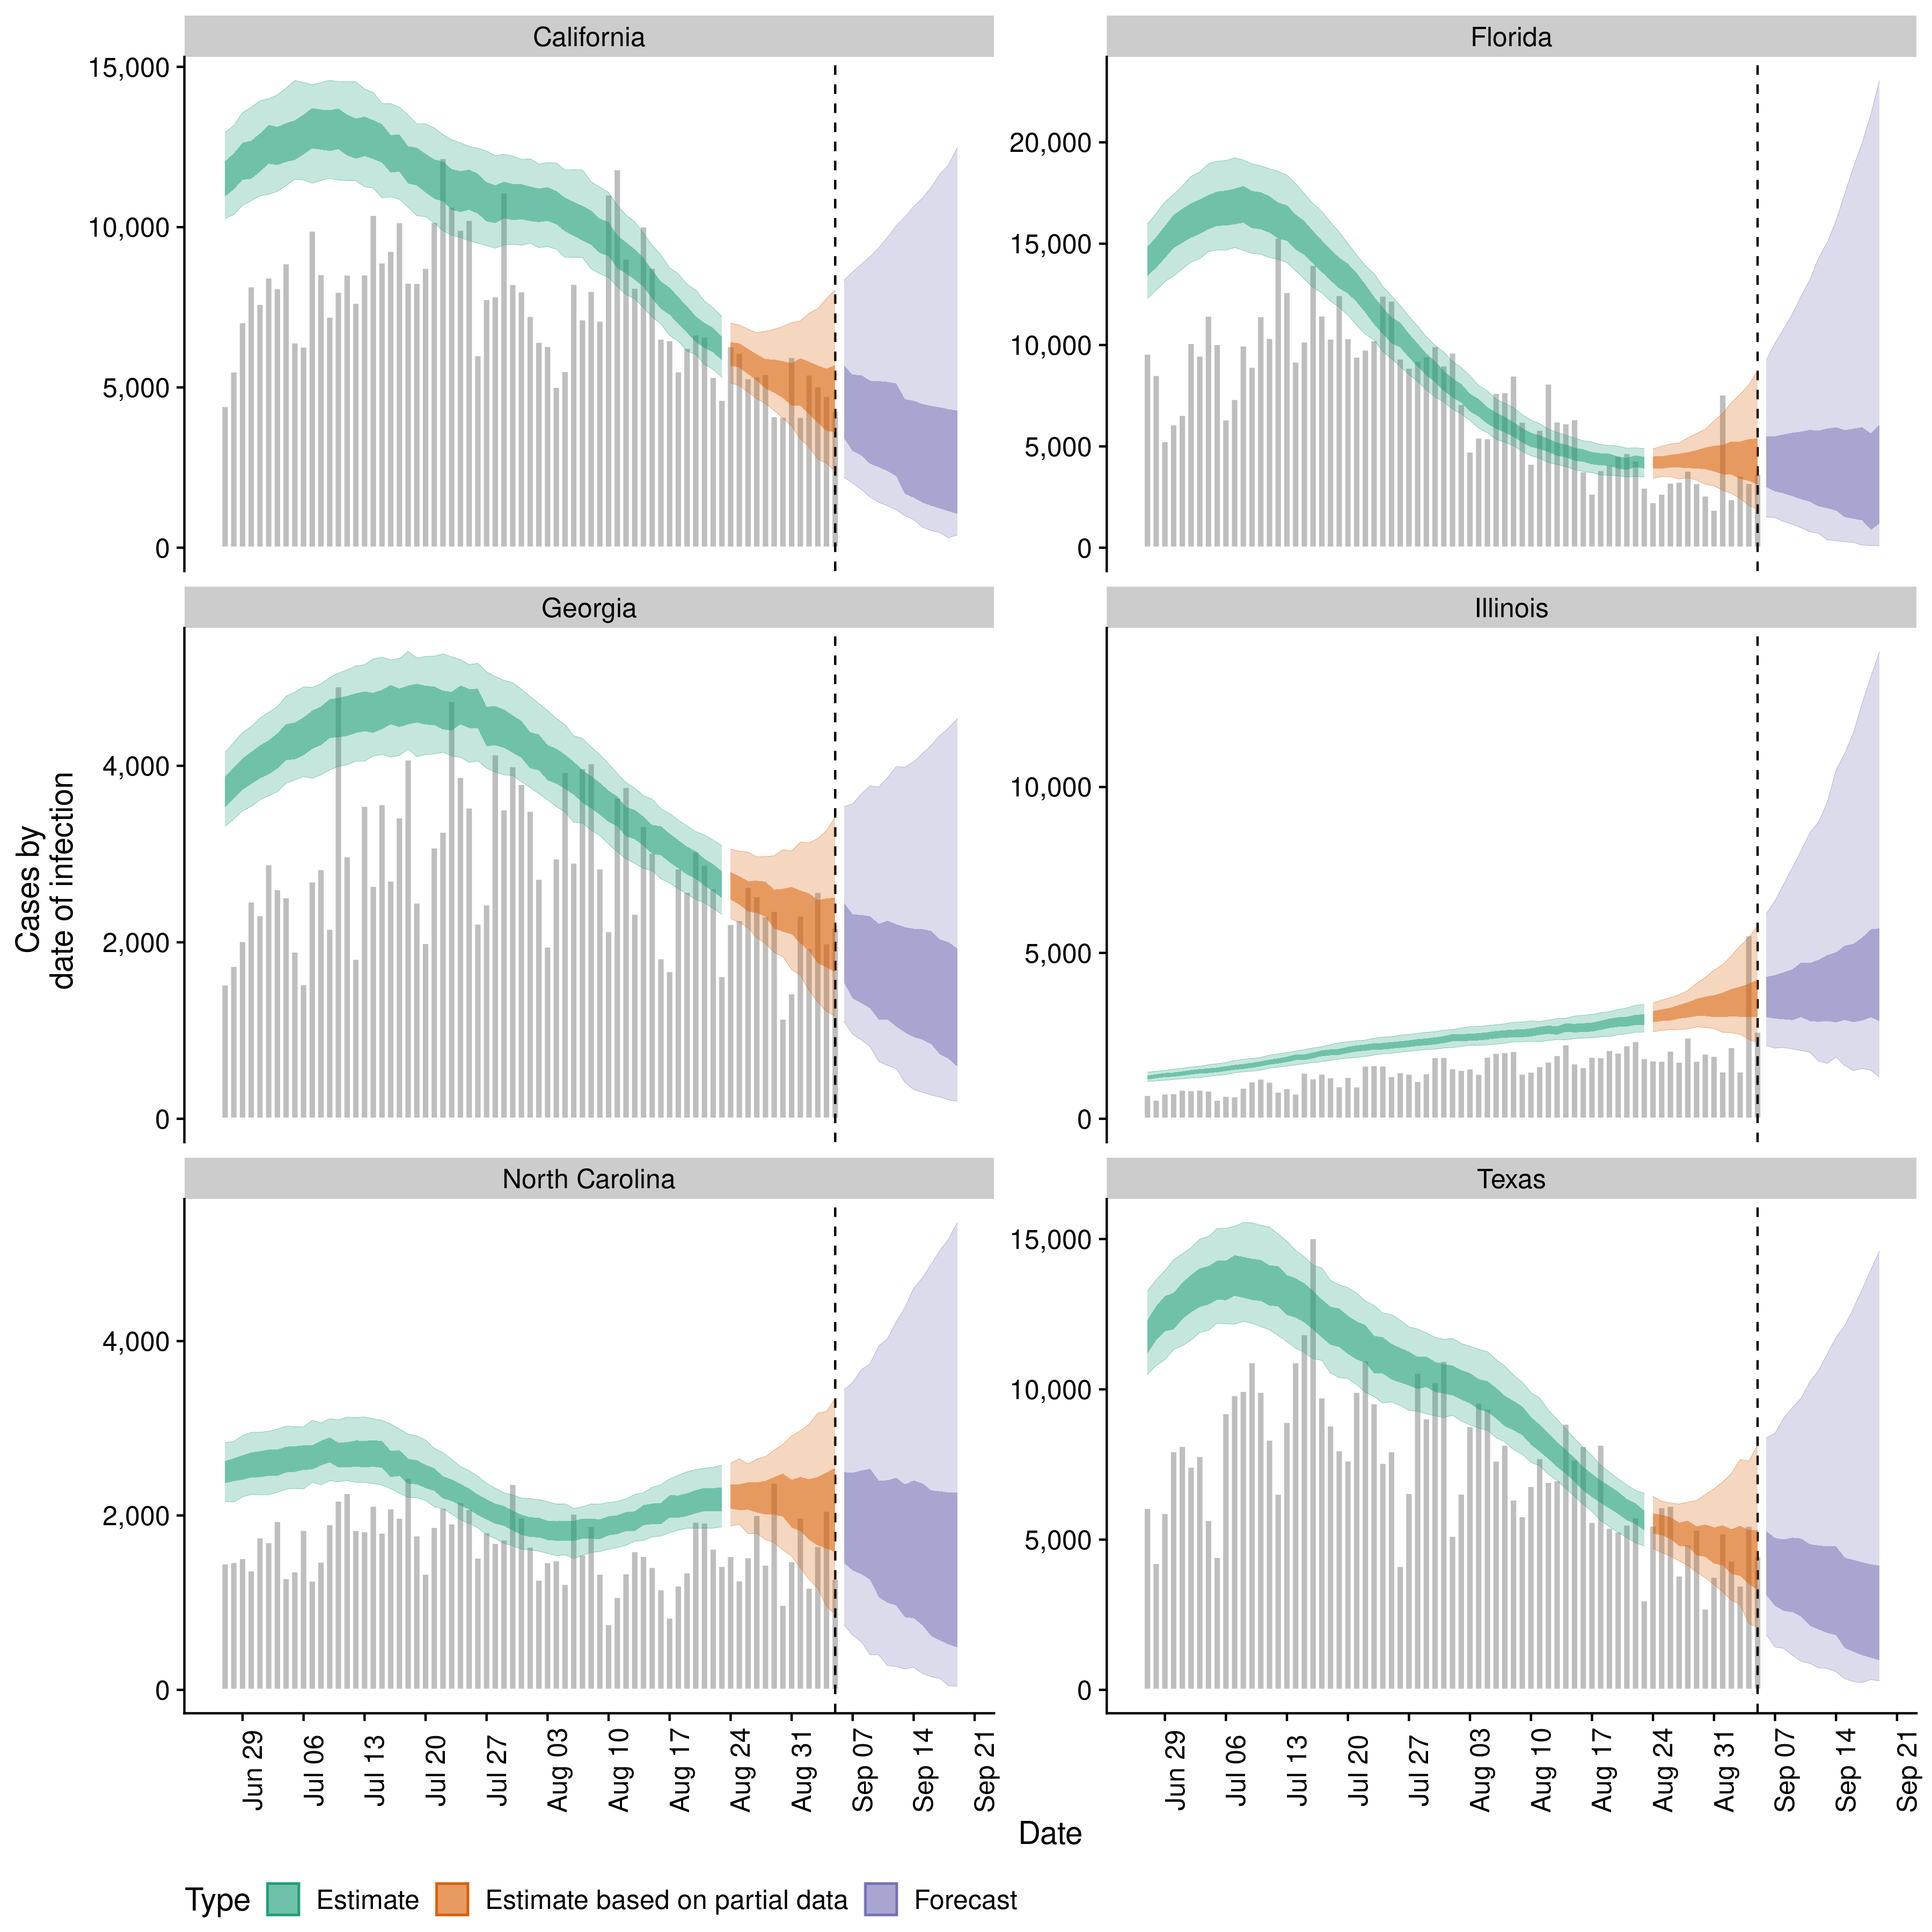 California
Florida
15,000
10,000
5,000
0
20,000
15,000
10,000
5,000
0
Georgia
Illinois
4,000
2,000
0
10,000
5,000
0
North Carolina
Texas
4,000
2,000
0
15,000
10,000
5,000
0
Cases by
date of infection
Jun 29
Jul 06
Jul 13
Jul 20
Jul 27
Aug 03
Aug 10
Aug 17
Aug 24
Aug 31
Sep 07
Sep 14
Sep 21
Jun 29
Jul 06
Jul 13
Jul 20
Jul 27
Aug 03
Aug 10
Aug 17
Aug 24
Aug 31
Sep 07
Sep 14
Sep 21
Date
Type Estimate Estimate based on partial data Forecast